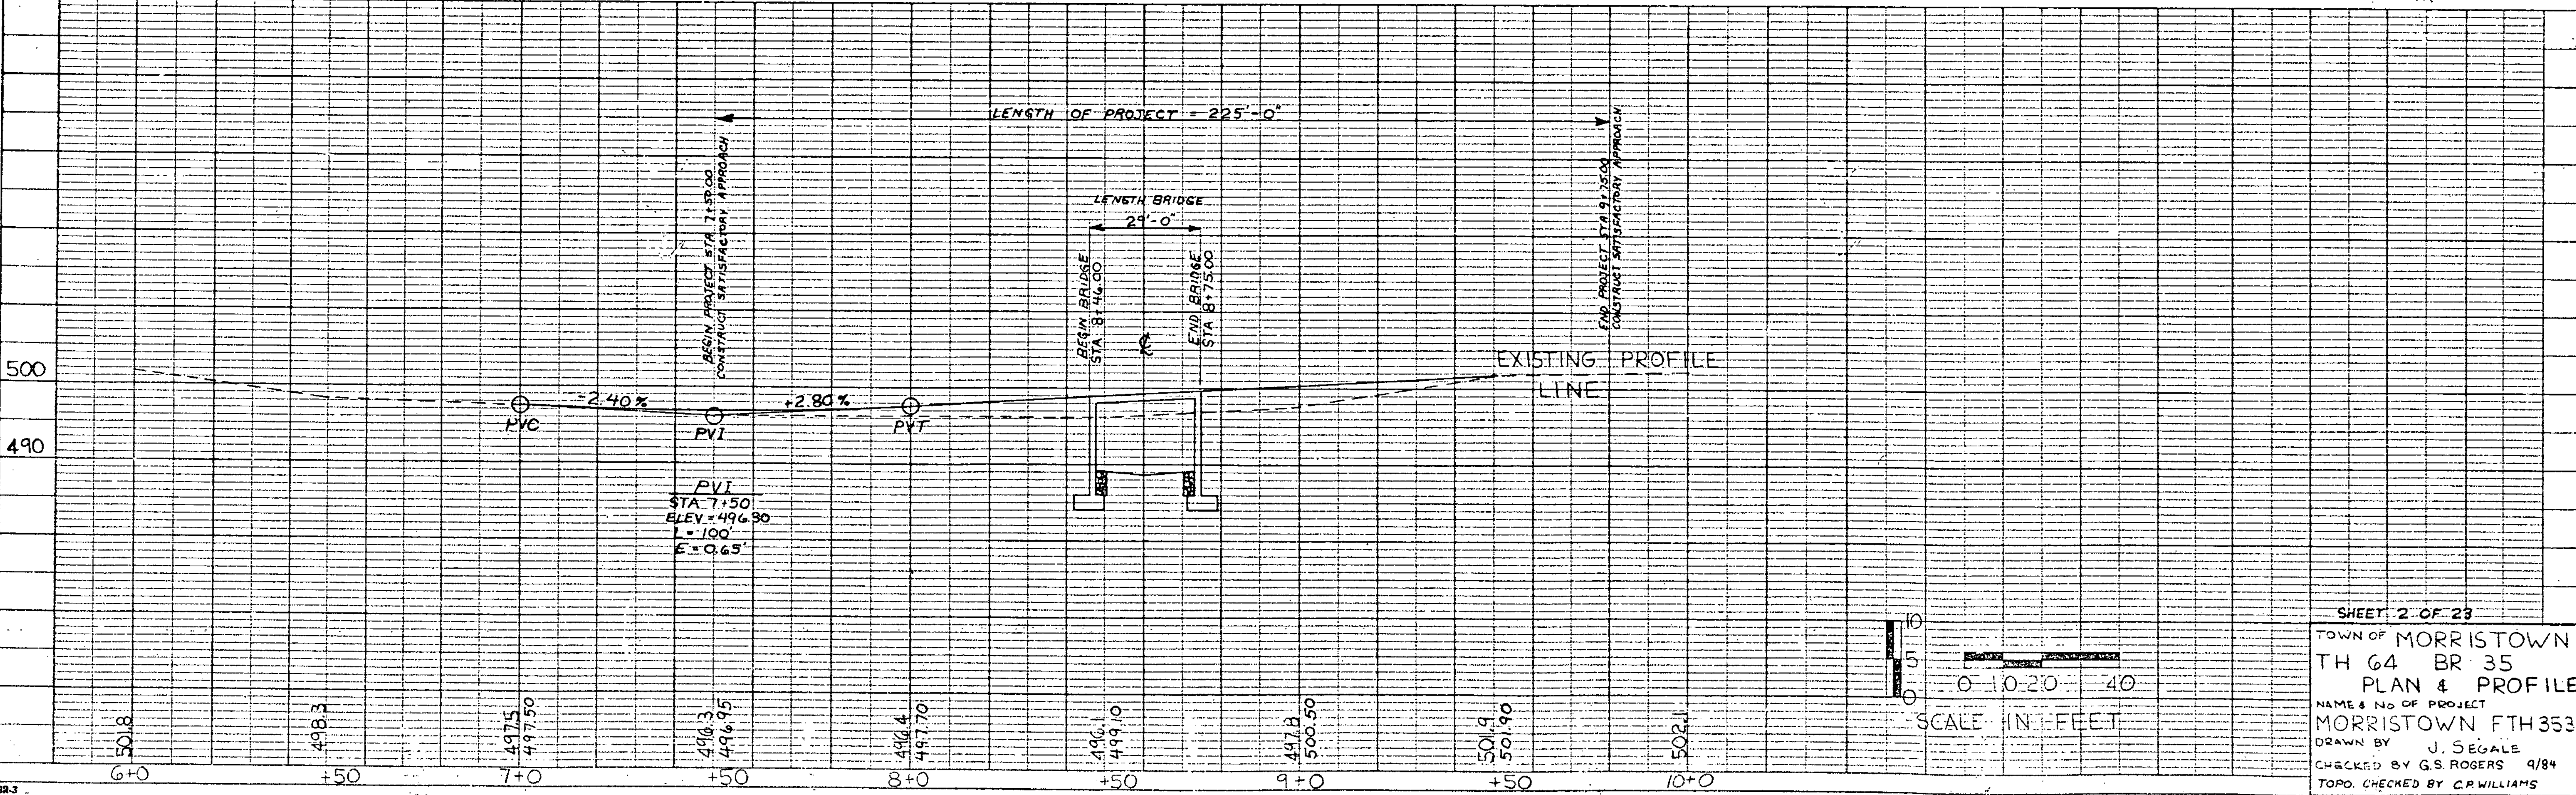 LENGTH OF PROJECT = 225'-0"
BEGIN PROJECT STA 7+50.00
CONSTRUCT SATISFACTORY APPROACH
END PROJECT STA 9+75.00
CONSTRUCT SATISFACTORY APPROACH
LENGTH BRIDGE
29'-0"
BEGIN BRIDGE
STA 8+46.00
END BRIDGE
STA 8+75.00
500
490
-2.40%
+2.80%
PVC
PVI
PVT
EXISTING PROFILE
LINE
PVI
STA 7+50
ELEV = 496.30
L = 100'
E = 0.65'
501.8
498.3
497.5
497.50
496.3
496.95
496.4
497.70
496.1
499.10
497.8
500.50
501.9
501.90
502.1
6+0
+50
7+0
+50
8+0
+50
9+0
+50
10+0
10
5
0
0 10 20 40
SCALE IN FEET
SHEET 2 OF 23
TOWN OF MORRISTOWN
TH 64 BR 35
PLAN & PROFILE
NAME & NO OF PROJECT
MORRISTOWN FTH 353
DRAWN BY J. SEGALE
CHECKED BY G.S. ROGERS 9/84
TOPO. CHECKED BY C.P. WILLIAMS